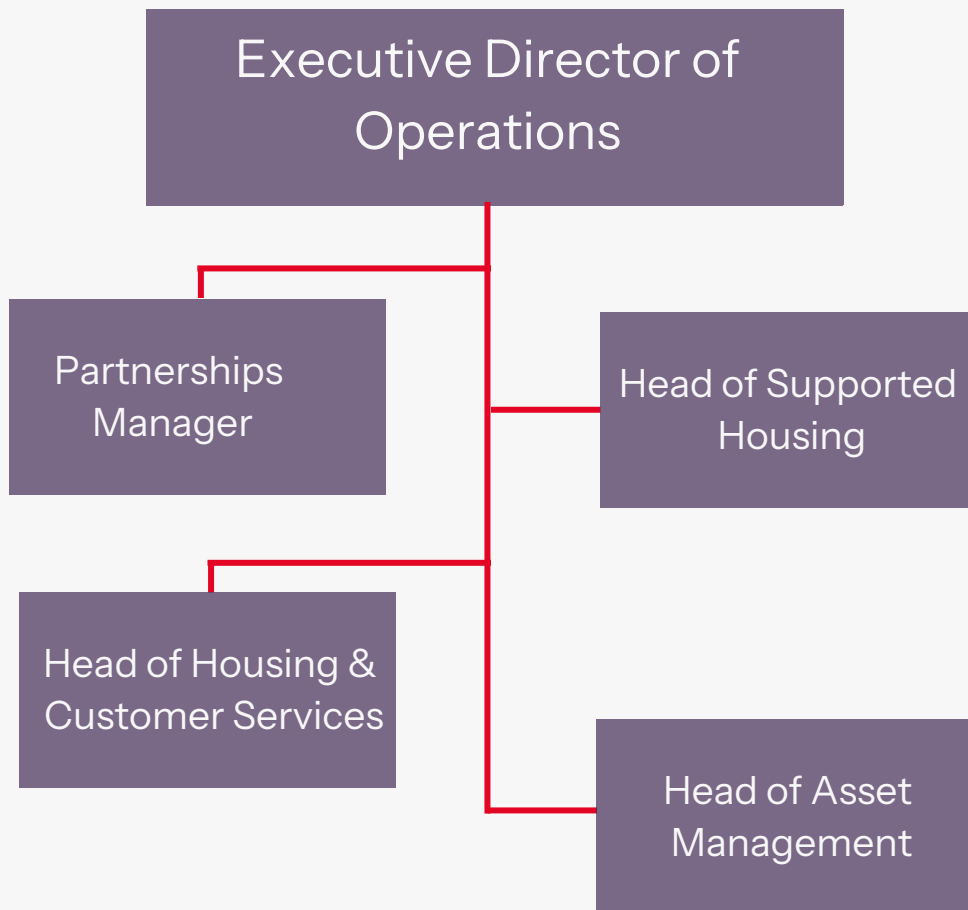 Executive Director of
Operations
Partnerships
Manager
Head of Supported
Housing
Head of Housing &
Customer Services
Head of Asset
Management